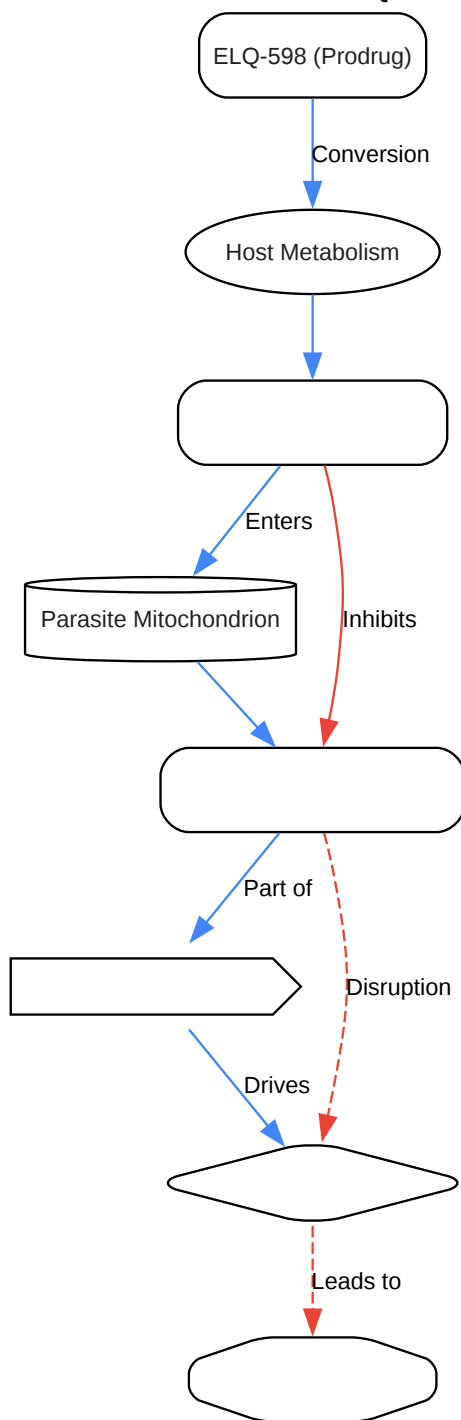 ELQ-598 (Prodrug)
Conversion
Host Metabolism
Enters
Parasite Mitochondrion
Inhibits
Part of
Disruption
Drives
Leads to